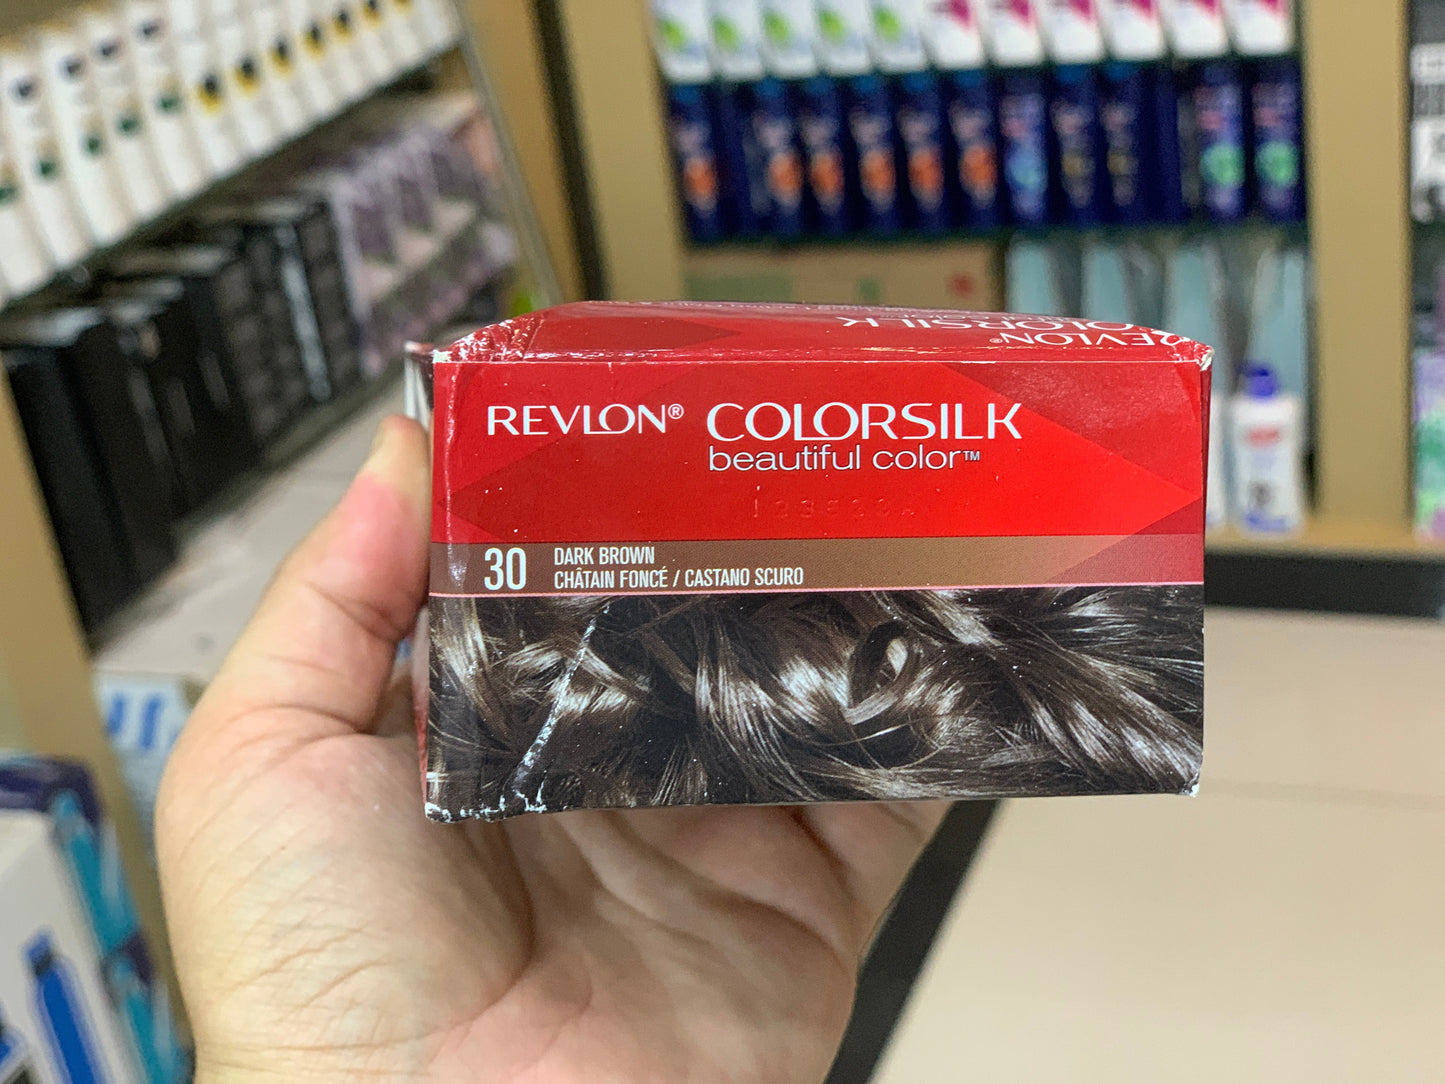 REVLON®
COLORSILK
REVLON® COLORSILK
beautiful color™
30 DARK BROWN
CHÂTAIN FONCÉ / CASTANO SCURO